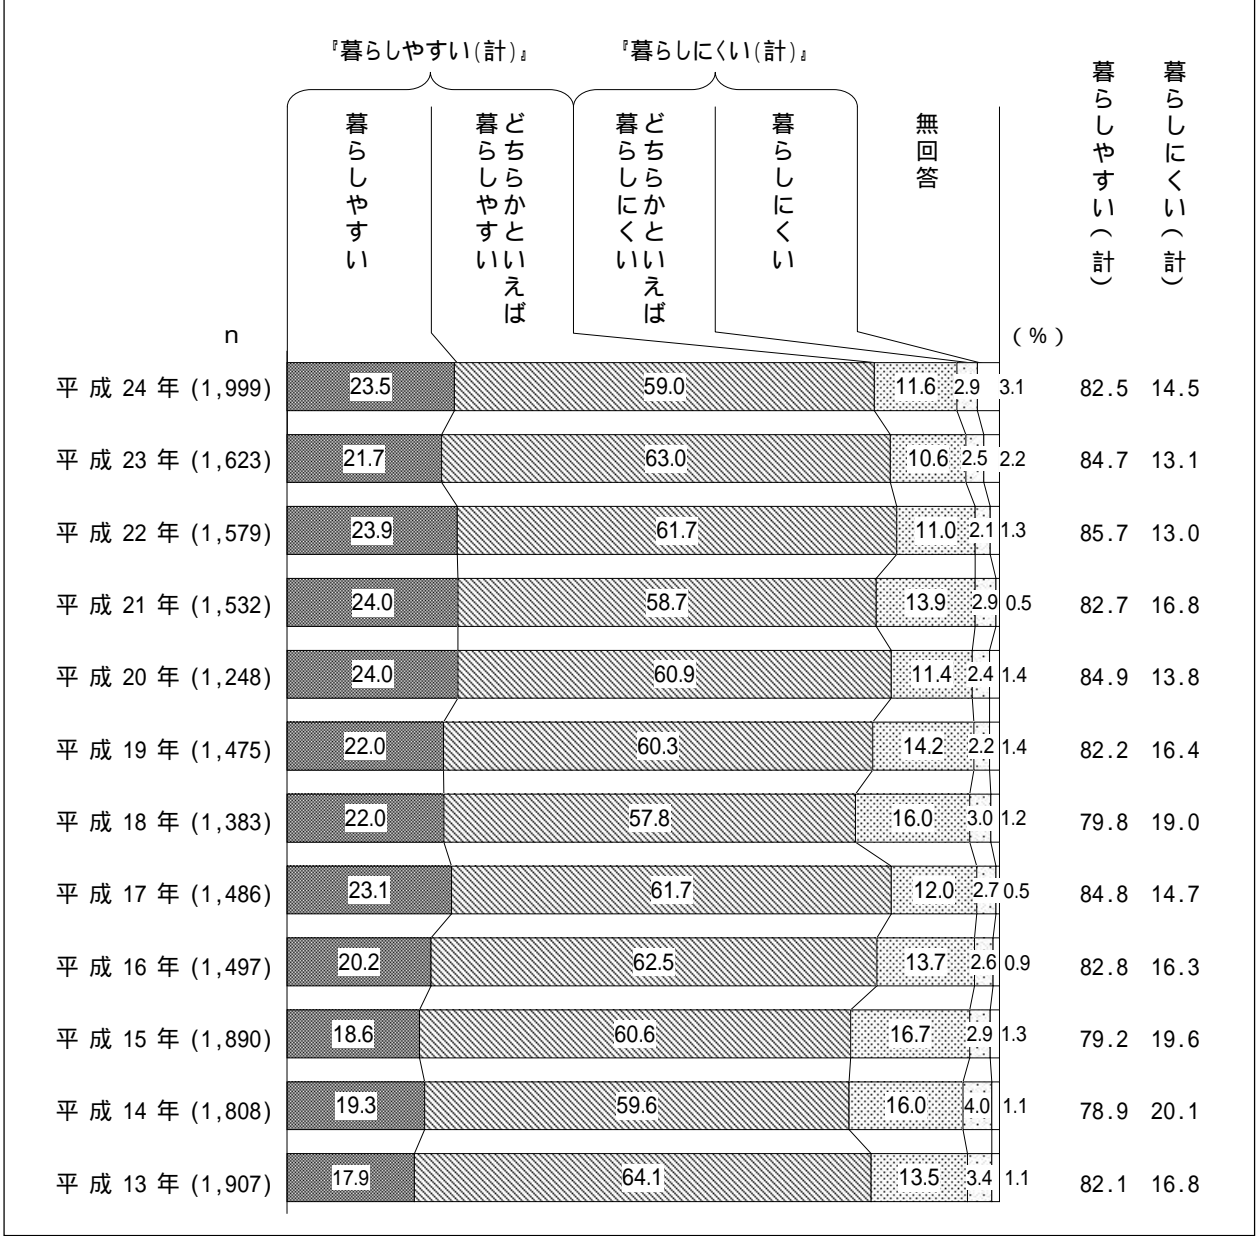 『暮らしやすい(計)』 『暮らしにくい(計)』
暮らしやすい
どちらかといえば
暮らしやすい
どちらかといえば
暮らしにくい
暮らしにくい
無回答
暮らしやすい(計)
暮らしにくい(計)
n (%)
平成24年(1,999) 23.5 59.0 11.6 2.9 3.1 82.5 14.5
平成23年(1,623) 21.7 63.0 10.6 2.5 2.2 84.7 13.1
平成22年(1,579) 23.9 61.7 11.0 2.1 1.3 85.7 13.0
平成21年(1,532) 24.0 58.7 13.9 2.9 0.5 82.7 16.8
平成20年(1,248) 24.0 60.9 11.4 2.4 1.4 84.9 13.8
平成19年(1,475) 22.0 60.3 14.2 2.2 1.4 82.2 16.4
平成18年(1,383) 22.0 57.8 16.0 3.0 1.2 79.8 19.0
平成17年(1,486) 23.1 61.7 12.0 2.7 0.5 84.8 14.7
平成16年(1,497) 20.2 62.5 13.7 2.6 0.9 82.8 16.3
平成15年(1,890) 18.6 60.6 16.7 2.9 1.3 79.2 19.6
平成14年(1,808) 19.3 59.6 16.0 4.0 1.1 78.9 20.1
平成13年(1,907) 17.9 64.1 13.5 3.4 1.1 82.1 16.8